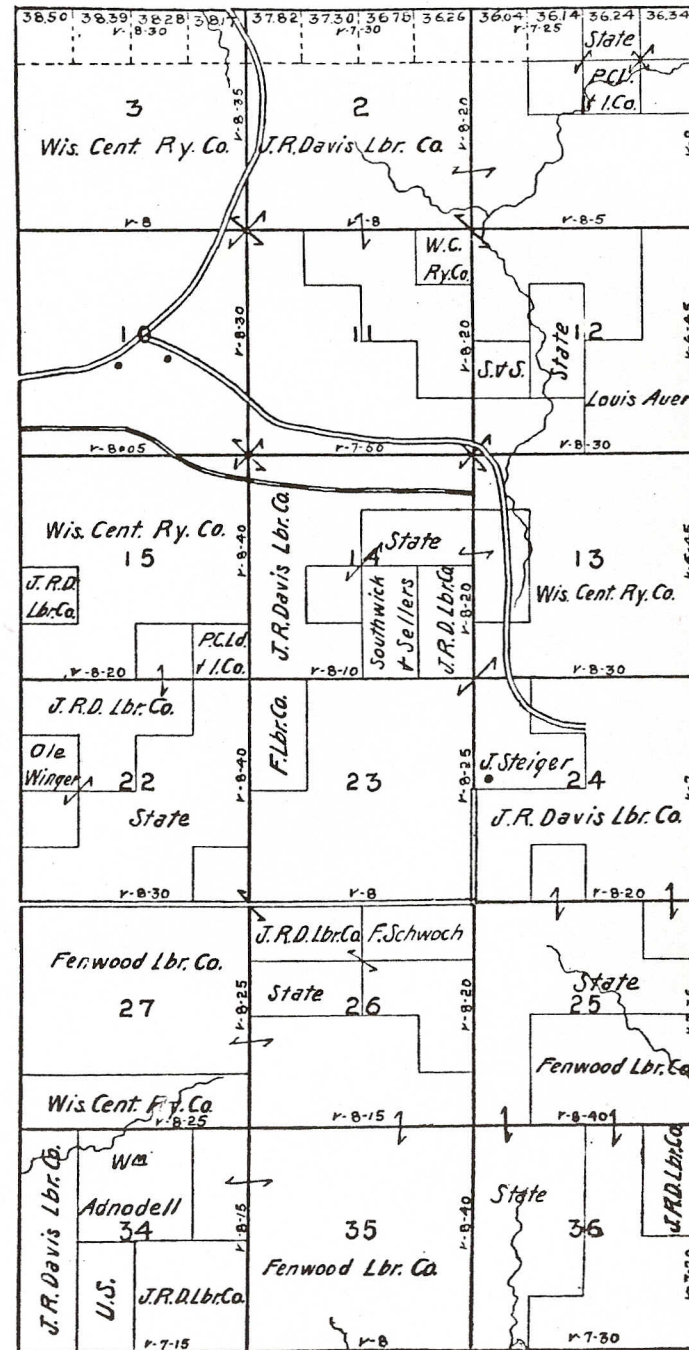 38.50 38.39 38.28 38.17 37.82 37.30 36.78 36.26 36.04 36.14 36.24 36.34
r-8-30 r-7-30 r-7-25
State
P.C.L.
& I.Co.
3 2
r-8-35 r-8-20
Wis. Cent. Ry. Co. J.R. Davis Lbr. Co.
r-8 r-8 r-8-5
W.C.
Ry.Co.
r-8-30 r-8-20
11 12
State
S.&S.
Louis Auer
r-8-05 r-7-60 r-8-30
Wis. Cent. Ry. Co.
15
r-8-40
J.R.D.
Lbr.Co.
P.C.Ld.
& I.Co.
r-8-20
J.R. Davis Lbr. Co.
State
14
Southwick
& Sellers
J.R.D. Lbr.Co.
r-8-10
r-8-20
13
Wis. Cent. Ry. Co.
r-8-30
J.R.D. Lbr. Co.
Ole
Winger
22
State
r-8-40
r-8-30
F. Lbr. Co.
23
r-8
r-8-25
J. Steiger
24
J.R. Davis Lbr. Co.
r-8-20
Fenwood Lbr. Co.
27
r-8-25
Wis. Cent. Ry. Co.
r-8-25
J.R.D. Lbr. Co. F. Schwoch
State 26
r-8-20
r-8-15
State
25
Fenwood Lbr. Co.
r-8-40
J.R. Davis Lbr. Co.
Wm
Adnodell
34
U.S.
J.R.D. Lbr. Co.
r-7-15
r-8-15
35
Fenwood Lbr. Co.
r-8
r-8-40
State
36
J.R.D. Lbr. Co.
r-7-30